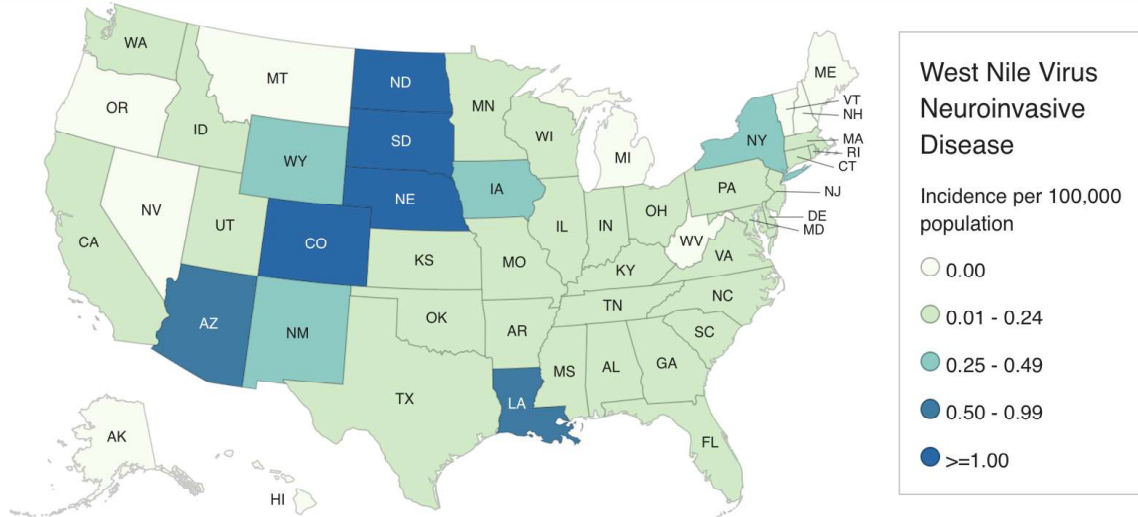 WA
MT
ND
MN
ME
VT
NH
OR
ID
SD
WI
MI
NY
MA
RI
CT
WY
IA
NE
PA
NJ
NV
UT
CO
IL
IN
OH
DE
MD
CA
KS
MO
WV
VA
KY
AZ
NM
OK
AR
TN
NC
SC
MS
AL
GA
TX
LA
FL
AK
HI
West Nile Virus
Neuroinvasive
Disease
Incidence per 100,000
population
0.00
0.01 - 0.24
0.25 - 0.49
0.50 - 0.99
>=1.00